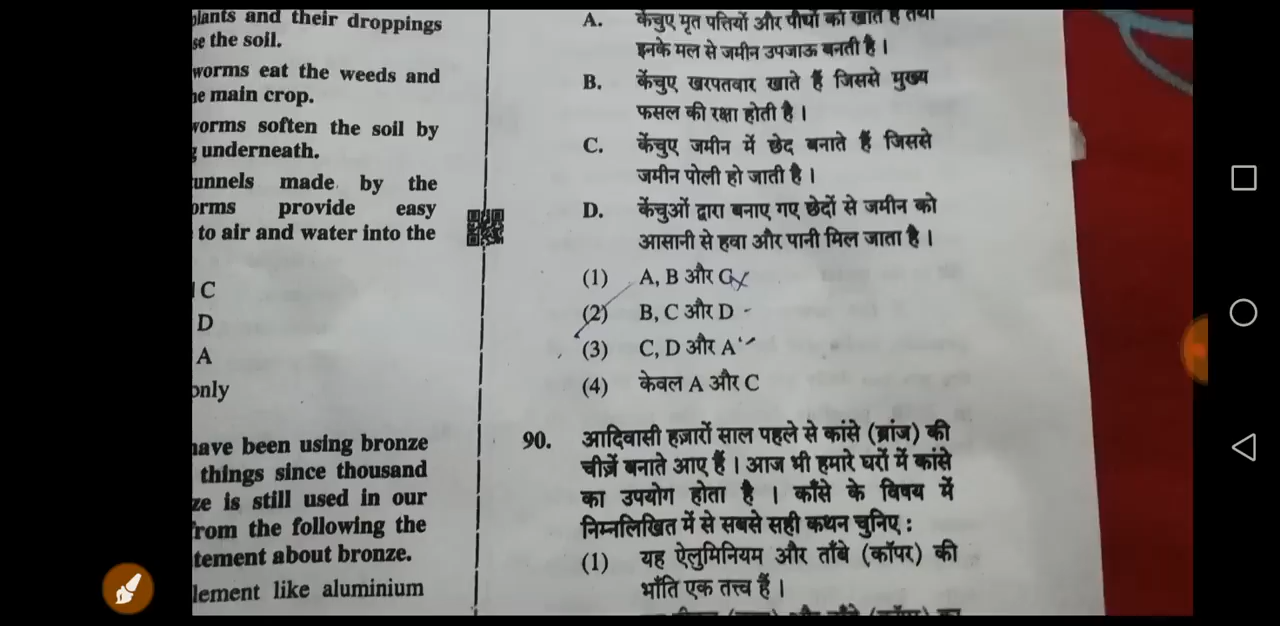 plants and their droppings
se the soil.
worms eat the weeds and
he main crop.
worms soften the soil by
underneath.
unnels made by the
orms provide easy
to air and water into the
C
D
A
only
have been using bronze
things since thousand
ze is still used in our
from the following the
tement about bronze.
lement like aluminium
A. केंचुए मृत पत्तियों और पौधों को खाते हैं तथा
इनके मल से जमीन उपजाऊ बनती है।
B. केंचुए खरपतवार खाते हैं जिससे मुख्य
फसल की रक्षा होती है।
C. केंचुए जमीन में छेद बनाते हैं जिससे
जमीन पोली हो जाती है।
D. केंचुओं द्वारा बनाए गए छेदों से जमीन को
आसानी से हवा और पानी मिल जाता है।
(1) A, B और C
(2) B, C और D
(3) C, D और A
(4) केवल A और C
90. आदिवासी हज़ारों साल पहले से कांसे (ब्रांज) की
चीज़ें बनाते आए हैं। आज भी हमारे घरों में कांसे
का उपयोग होता है। काँसे के विषय में
निम्नलिखित में से सबसे सही कथन चुनिए :
(1) यह ऐलुमिनियम और ताँबे (कॉपर) की
भाँति एक तत्त्व हैं।